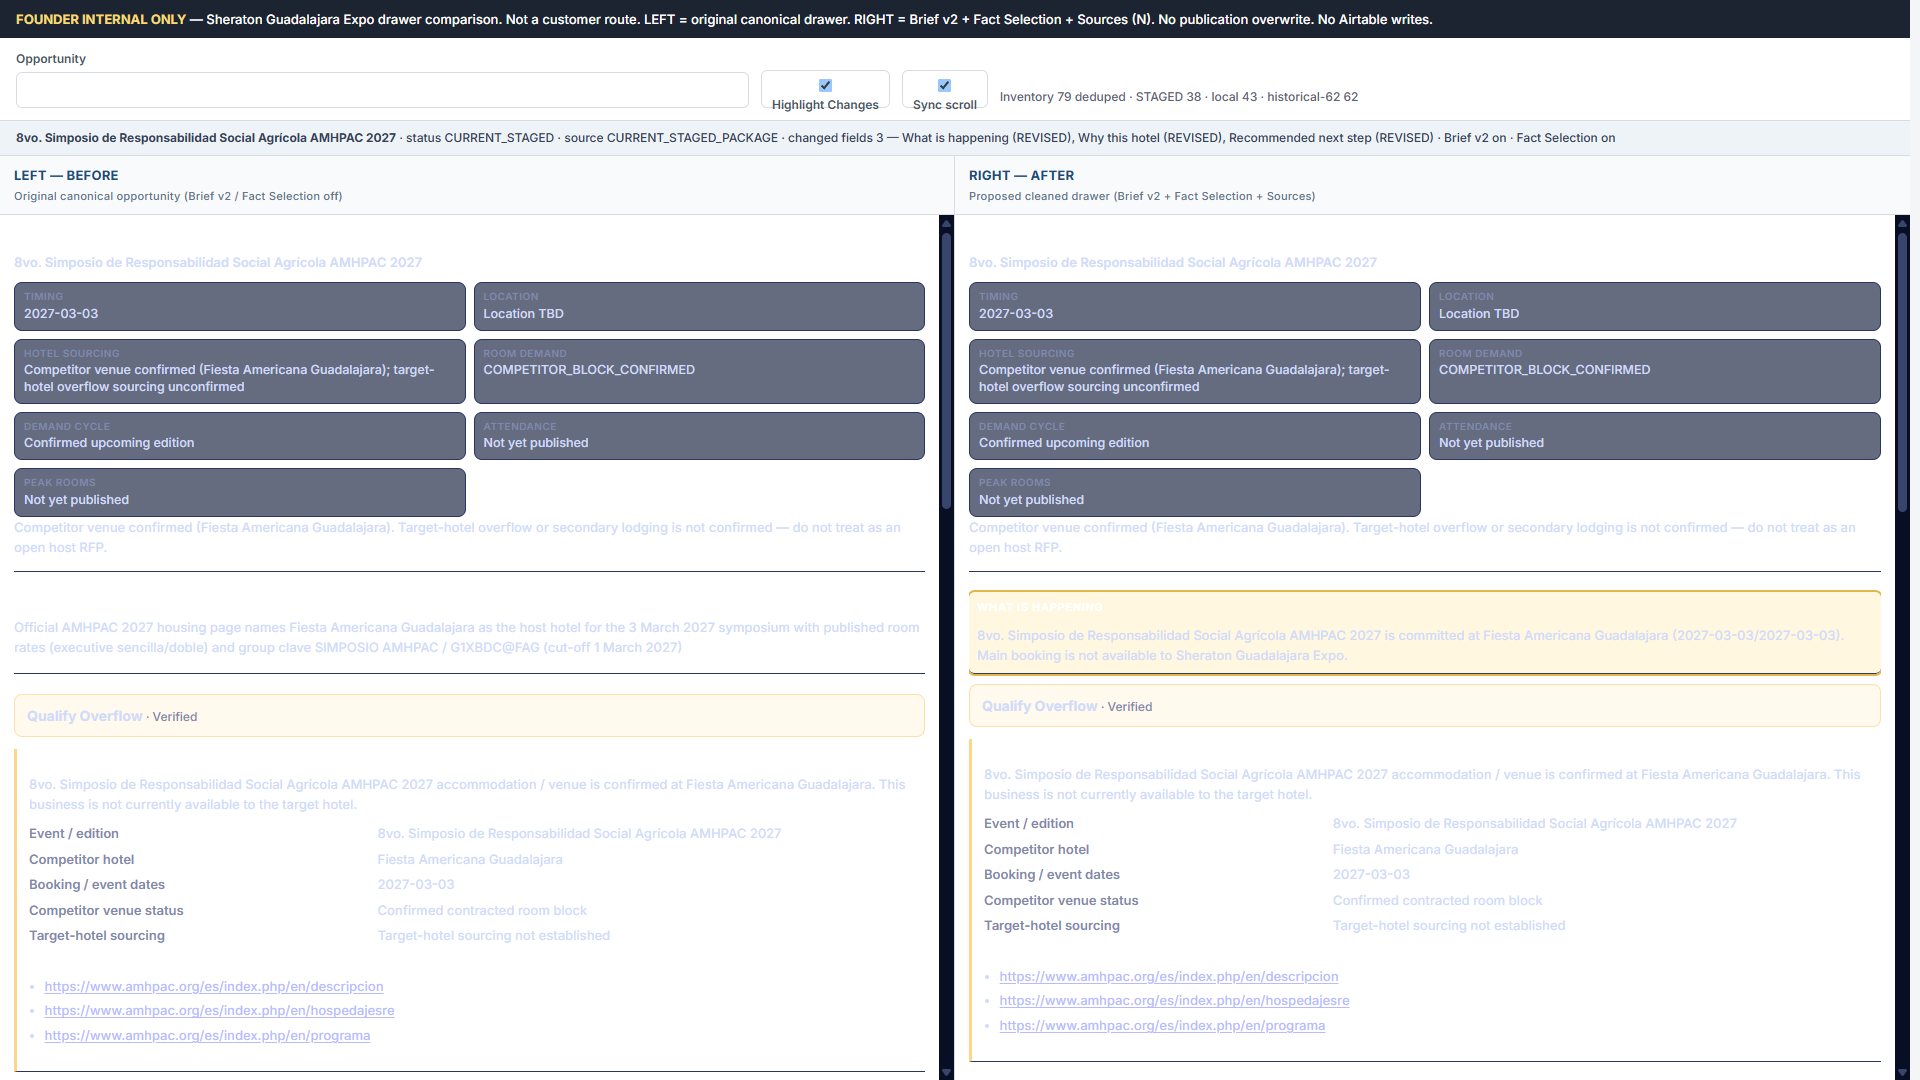 FOUNDER INTERNAL ONLY — Sheraton Guadalajara Expo drawer comparison. Not a customer route. LEFT = original canonical drawer. RIGHT = Brief v2 + Fact Selection + Sources (N). No publication overwrite. No Airtable writes.
Opportunity
Highlight Changes
Sync scroll
Inventory 79 deduped · STAGED 38 · local 43 · historical-62 62
8vo. Simposio de Responsabilidad Social Agrícola AMHPAC 2027 · status CURRENT_STAGED · source CURRENT_STAGED_PACKAGE · changed fields 3 — What is happening (REVISED), Why this hotel (REVISED), Recommended next step (REVISED) · Brief v2 on · Fact Selection on
LEFT — BEFORE
Original canonical opportunity (Brief v2 / Fact Selection off)
8vo. Simposio de Responsabilidad Social Agrícola AMHPAC 2027
TIMING
2027-03-03
LOCATION
Location TBD
HOTEL SOURCING
Competitor venue confirmed (Fiesta Americana Guadalajara); target-
hotel overflow sourcing unconfirmed
ROOM DEMAND
COMPETITOR_BLOCK_CONFIRMED
DEMAND CYCLE
Confirmed upcoming edition
ATTENDANCE
Not yet published
PEAK ROOMS
Not yet published
Competitor venue confirmed (Fiesta Americana Guadalajara). Target-hotel overflow or secondary lodging is not confirmed — do not treat as an
open host RFP.
Official AMHPAC 2027 housing page names Fiesta Americana Guadalajara as the host hotel for the 3 March 2027 symposium with published room
rates (executive sencilla/doble) and group clave SIMPOSIO AMHPAC / G1XBDC@FAG (cut-off 1 March 2027)
Qualify Overflow · Verified
8vo. Simposio de Responsabilidad Social Agrícola AMHPAC 2027 accommodation / venue is confirmed at Fiesta Americana Guadalajara. This
business is not currently available to the target hotel.
Event / edition 8vo. Simposio de Responsabilidad Social Agrícola AMHPAC 2027
Competitor hotel Fiesta Americana Guadalajara
Booking / event dates 2027-03-03
Competitor venue status Confirmed contracted room block
Target-hotel sourcing Target-hotel sourcing not established
• https://www.amhpac.org/es/index.php/en/descripcion
• https://www.amhpac.org/es/index.php/en/hospedajesre
• https://www.amhpac.org/es/index.php/en/programa
RIGHT — AFTER
Proposed cleaned drawer (Brief v2 + Fact Selection + Sources)
8vo. Simposio de Responsabilidad Social Agrícola AMHPAC 2027
TIMING
2027-03-03
LOCATION
Location TBD
HOTEL SOURCING
Competitor venue confirmed (Fiesta Americana Guadalajara); target-
hotel overflow sourcing unconfirmed
ROOM DEMAND
COMPETITOR_BLOCK_CONFIRMED
DEMAND CYCLE
Confirmed upcoming edition
ATTENDANCE
Not yet published
PEAK ROOMS
Not yet published
Competitor venue confirmed (Fiesta Americana Guadalajara). Target-hotel overflow or secondary lodging is not confirmed — do not treat as an
open host RFP.
WHAT IS HAPPENING
8vo. Simposio de Responsabilidad Social Agrícola AMHPAC 2027 is committed at Fiesta Americana Guadalajara (2027-03-03/2027-03-03).
Main booking is not available to Sheraton Guadalajara Expo.
Qualify Overflow · Verified
8vo. Simposio de Responsabilidad Social Agrícola AMHPAC 2027 accommodation / venue is confirmed at Fiesta Americana Guadalajara. This
business is not currently available to the target hotel.
Event / edition 8vo. Simposio de Responsabilidad Social Agrícola AMHPAC 2027
Competitor hotel Fiesta Americana Guadalajara
Booking / event dates 2027-03-03
Competitor venue status Confirmed contracted room block
Target-hotel sourcing Target-hotel sourcing not established
• https://www.amhpac.org/es/index.php/en/descripcion
• https://www.amhpac.org/es/index.php/en/hospedajesre
• https://www.amhpac.org/es/index.php/en/programa